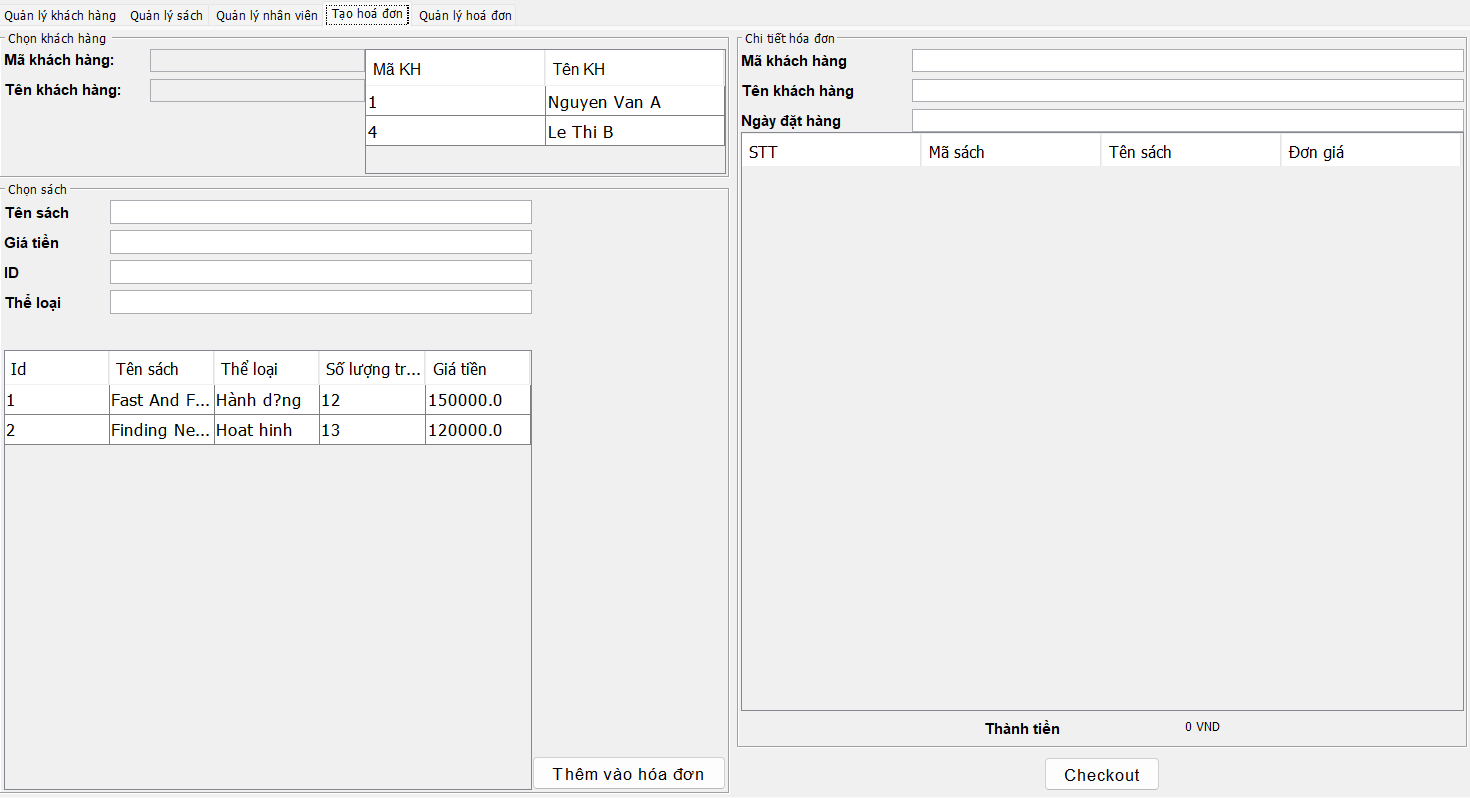 Quản lý khách hàng Quản lý sách Quản lý nhân viên Tạo hoá đơn Quản lý hoá đơn
Chọn khách hàng
Mã khách hàng:
Tên khách hàng:
Mã KH Tên KH
1 Nguyen Van A
4 Le Thi B
Chọn sách
Tên sách
Giá tiền
ID
Thể loại
Id Tên sách Thể loại Số lượng tr... Giá tiền
1 Fast And F... Hành d?ng 12 150000.0
2 Finding Ne... Hoat hinh 13 120000.0
Thêm vào hóa đơn
Chi tiết hóa đơn
Mã khách hàng
Tên khách hàng
Ngày đặt hàng
STT Mã sách Tên sách Đơn giá
Thành tiền 0 VND
Checkout